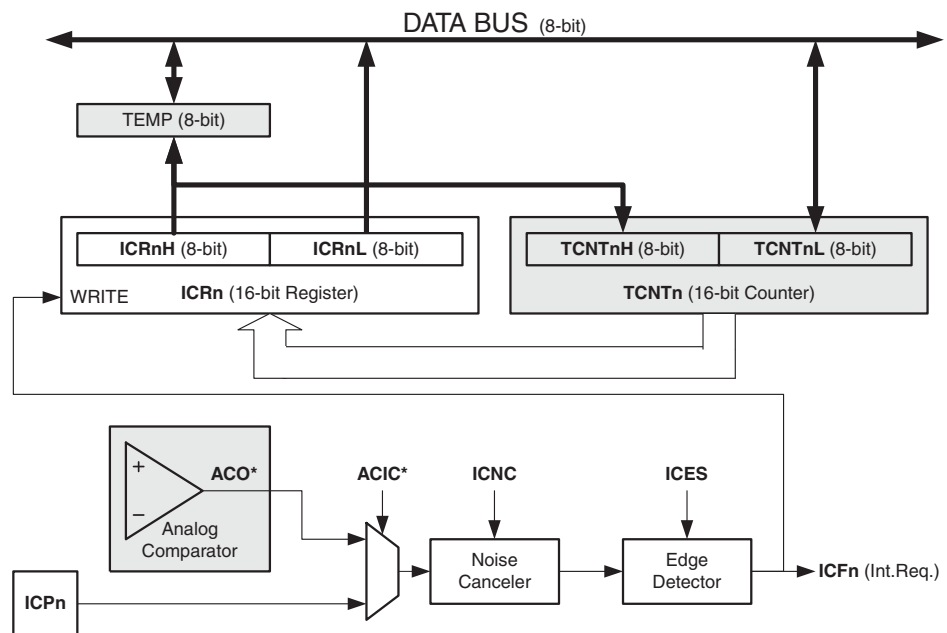 DATA BUS (8-bit)
TEMP (8-bit)
ICRnH (8-bit)
ICRnL (8-bit)
TCNTnH (8-bit)
TCNTnL (8-bit)
WRITE
ICRn (16-bit Register)
TCNTn (16-bit Counter)
+
−
ACO*
Analog
Comparator
ACIC*
ICNC
ICES
Noise
Canceler
Edge
Detector
ICFn (Int.Req.)
ICPn